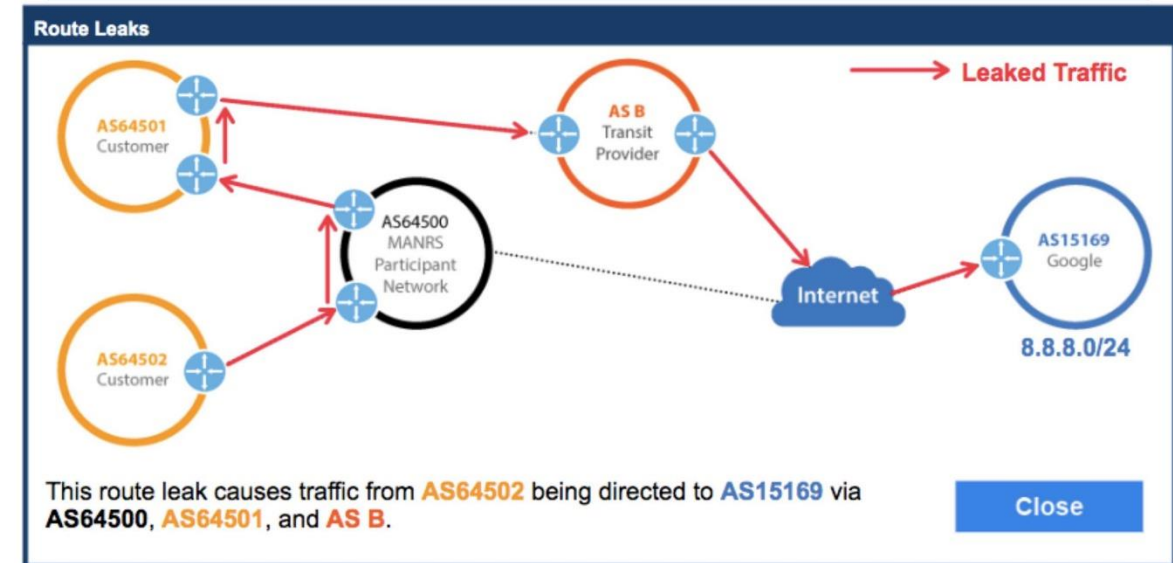 Route Leaks
Leaked Traffic
AS64501
Customer
AS B
Transit
Provider
AS64500
MANRS
Participant
Network
AS15169
Google
Internet
8.8.8.0/24
AS64502
Customer
This route leak causes traffic from AS64502 being directed to AS15169 via
AS64500, AS64501, and AS B.
Close